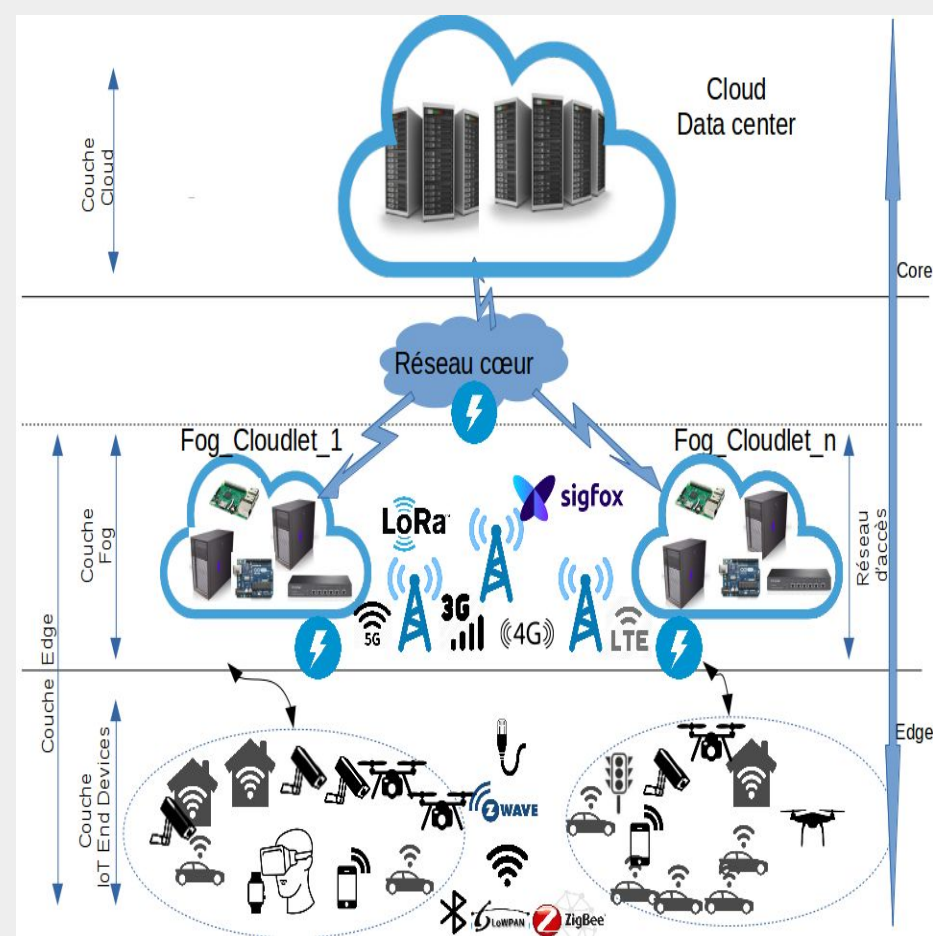 Cloud
Data center
Couche
Cloud
Core
Réseau cœur
Fog_Cloudlet_1
Fog_Cloudlet_n
sigfox
LoRa
Couche
Fog
Réseau
d'accès
5G
3G
((4G))
LTE
Couche Edge
Edge
Couche
IoT End Devices
Z WAVE
6LoWPAN
ZigBee